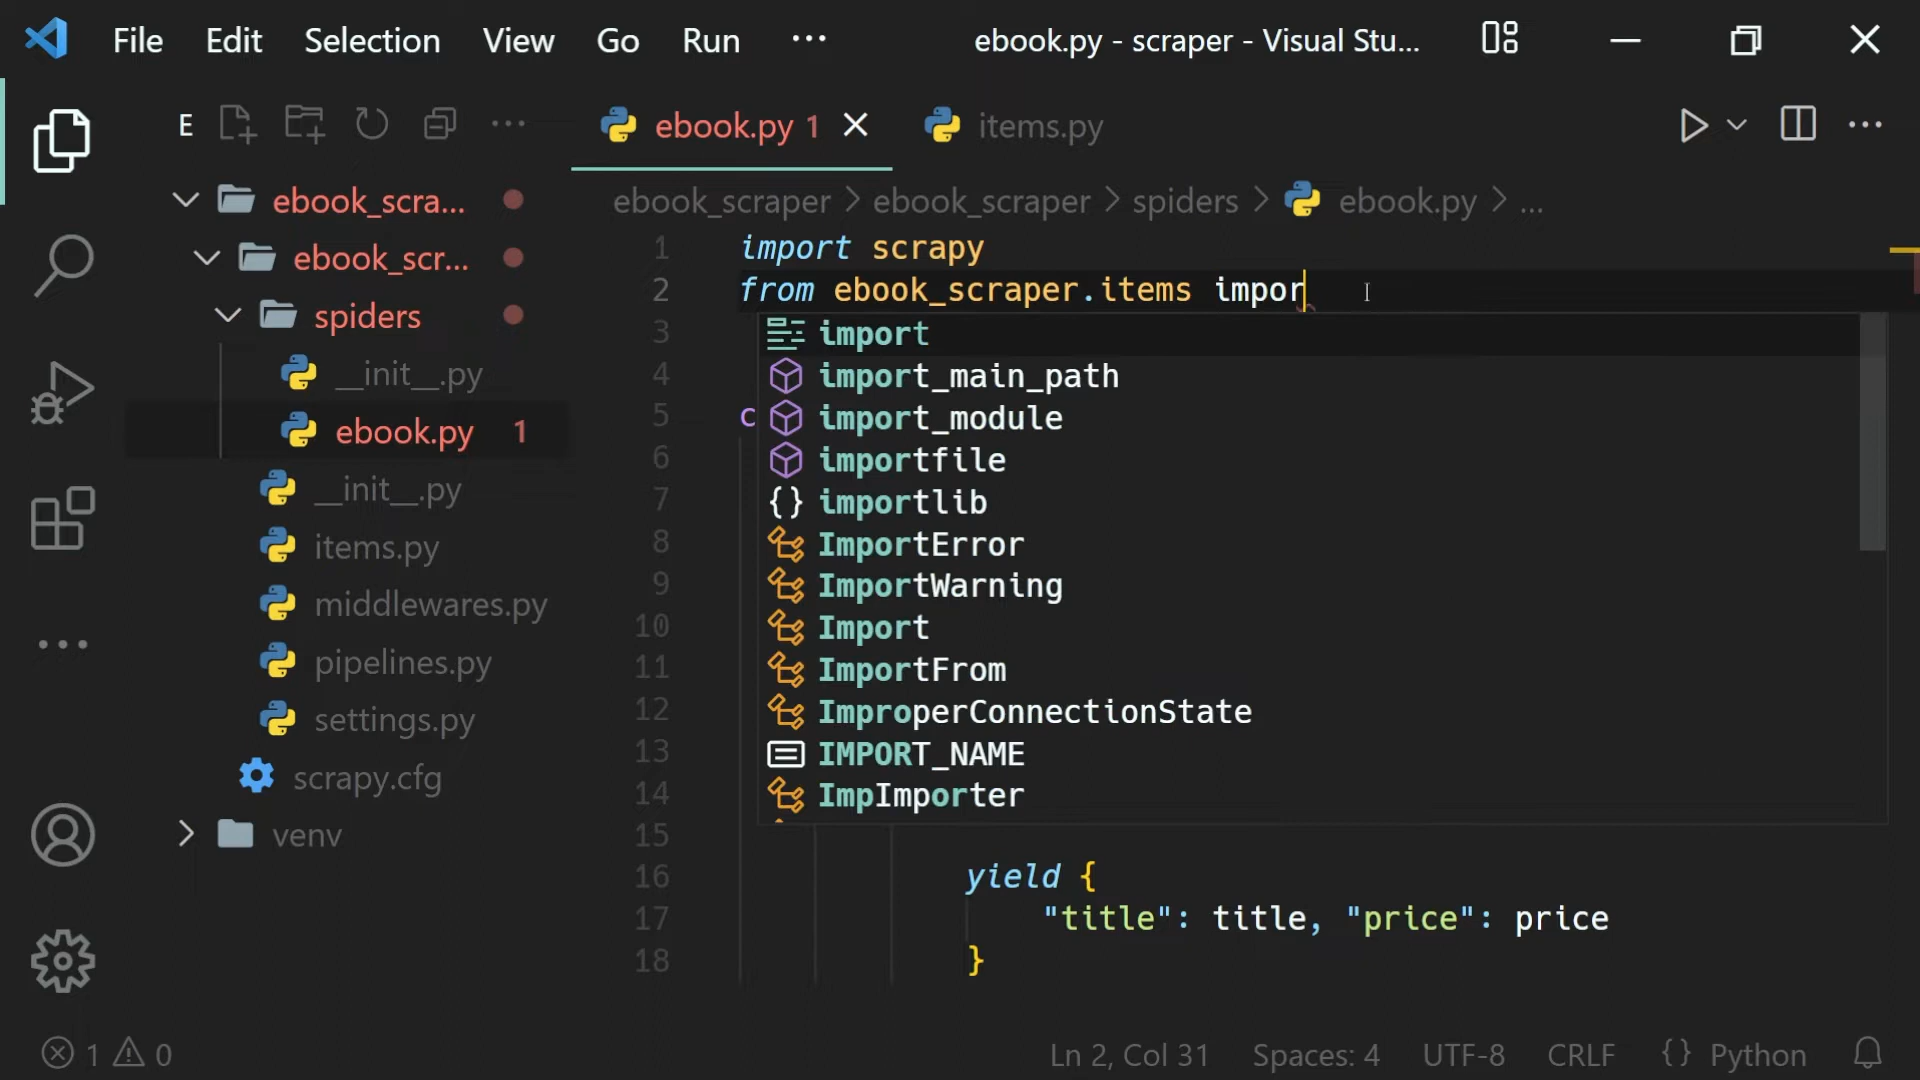 File Edit Selection View Go Run ··· ebook.py - scraper - Visual Stu...
E
ebook.py 1
items.py
ebook_scra...
ebook_scr...
spiders
__init__.py
ebook.py 1
__init__.py
items.py
middlewares.py
pipelines.py
settings.py
scrapy.cfg
venv
ebook_scraper > ebook_scraper > spiders > ebook.py > ...
1 import scrapy
2 from ebook_scraper.items impor
3 import
4 import_main_path
5 c import_module
6 importfile
7 {} importlib
8 ImportError
9 ImportWarning
10 Import
11 ImportFrom
12 ImproperConnectionState
13 IMPORT_NAME
14 ImpImporter
15
16 yield {
17 "title": title, "price": price
18 }
1 0 Ln 2, Col 31 Spaces: 4 UTF-8 CRLF {} Python